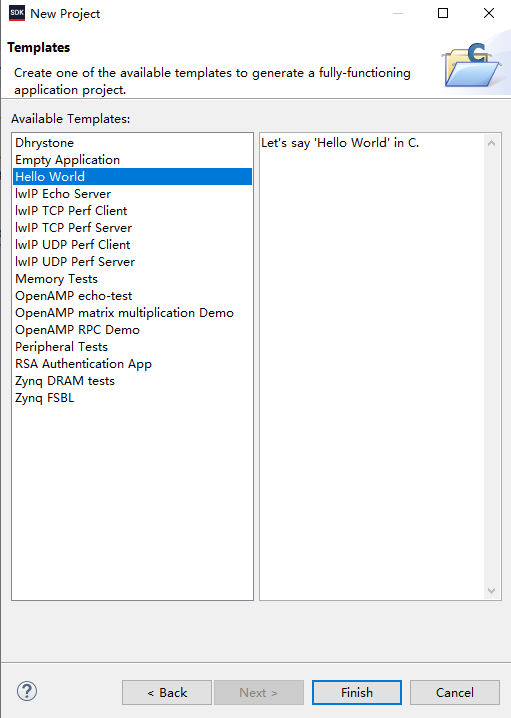 SDK New Project
Templates
Create one of the available templates to generate a fully-functioning
application project.
C
Available Templates:
Dhrystone
Empty Application
Hello World
lwIP Echo Server
lwIP TCP Perf Client
lwIP TCP Perf Server
lwIP UDP Perf Client
lwIP UDP Perf Server
Memory Tests
OpenAMP echo-test
OpenAMP matrix multiplication Demo
OpenAMP RPC Demo
Peripheral Tests
RSA Authentication App
Zynq DRAM tests
Zynq FSBL
Let's say 'Hello World' in C.
?
< Back
Next >
Finish
Cancel